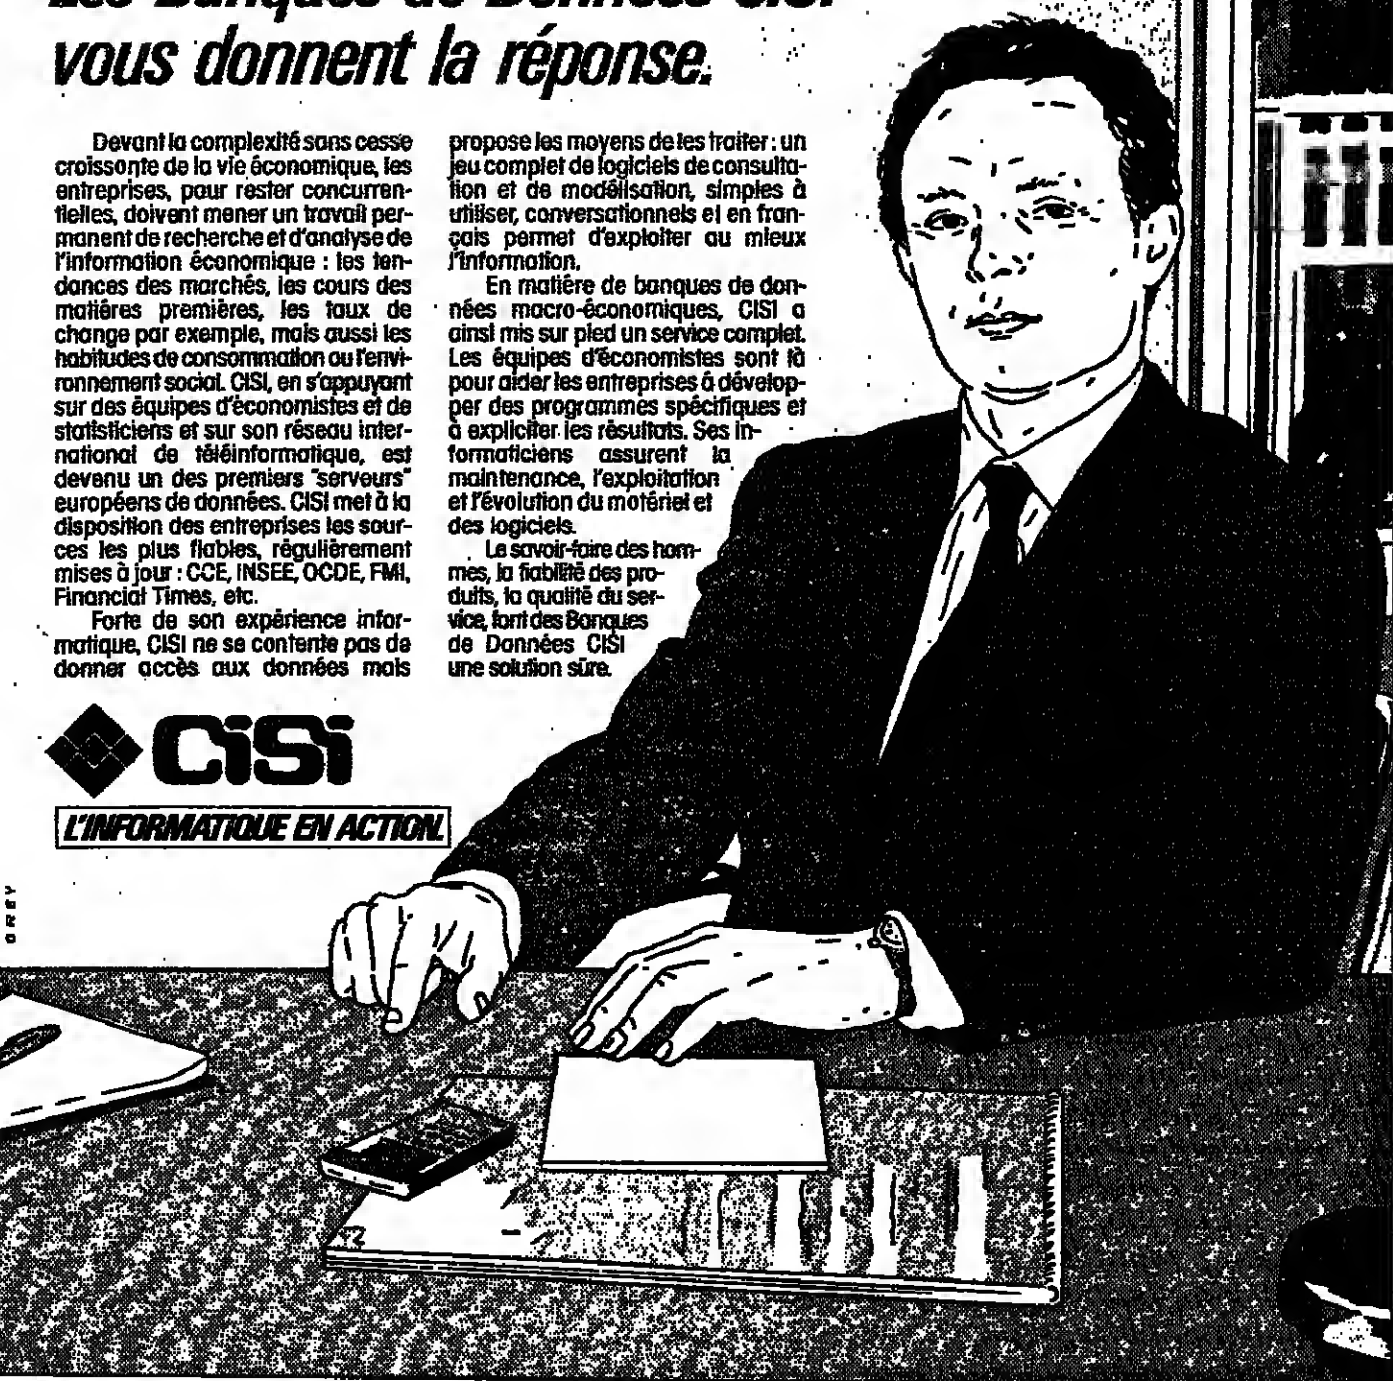 Les Banques de Données CISI
vous donnent la réponse.
Devant la complexité sans cesse
croissante de la vie économique, les
entreprises, pour rester concurren-
tielles, doivent mener un travail per-
manent de recherche et d'analyse de
l'information économique : les ten-
dances des marchés, les cours des
matières premières, les taux de
change par exemple, mais aussi les
habitudes de consommation ou l'envi-
ronnement social. CISI, en s'appuyant
sur des équipes d'économistes et de
statisticiens et sur son réseau inter-
national de téléinformatique, est
devenu un des premiers "serveurs"
européens de données. CISI met à la
disposition des entreprises les sour-
ces les plus fiables, régulièrement
mises à jour : CCE, INSEE, OCDE, FMI,
Financial Times, etc.
Forte de son expérience infor-
matique, CISI ne se contente pas de
donner accès aux données mais
propose les moyens de les traiter : un
jeu complet de logiciels de consulta-
tion et de modélisation, simples à
utiliser, conversationnels et en fran-
çais permet d'exploiter au mieux
l'information.
En matière de banques de don-
nées macro-économiques, CISI a
ainsi mis sur pied un service complet.
Les équipes d'économistes sont là
pour aider les entreprises à dévelop-
per des programmes spécifiques et
à expliciter les résultats. Ses in-
formaticiens assurent la
maintenance, l'exploitation
et l'évolution du matériel et
des logiciels.
Le savoir-faire des hom-
mes, la fiabilité des pro-
duits, la qualité du ser-
vice, font des Banques
de Données CISI
une solution sûre.
CiSi
L'INFORMATIQUE EN ACTION.
GREY